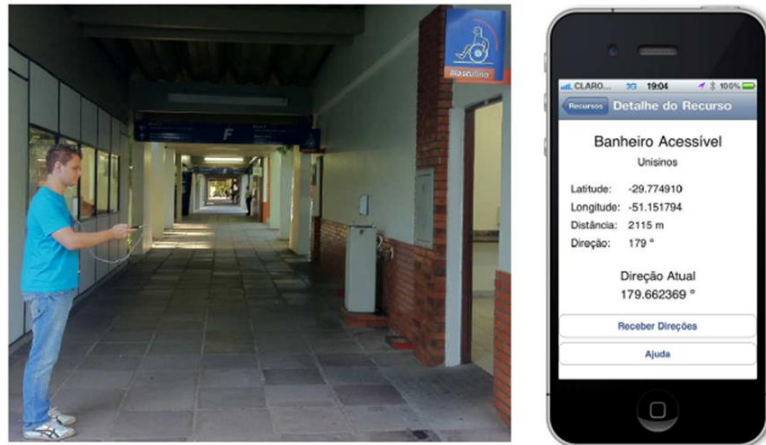 Masculino
F
CLARO... 3G 19:04 100%
Recursos Detalhe do Recurso
Banheiro Acessível
Unisinos
Latitude: -29.774910
Longitude: -51.151794
Distância: 2115 m
Direção: 179 º
Direção Atual
179.662369 º
Receber Direções
Ajuda